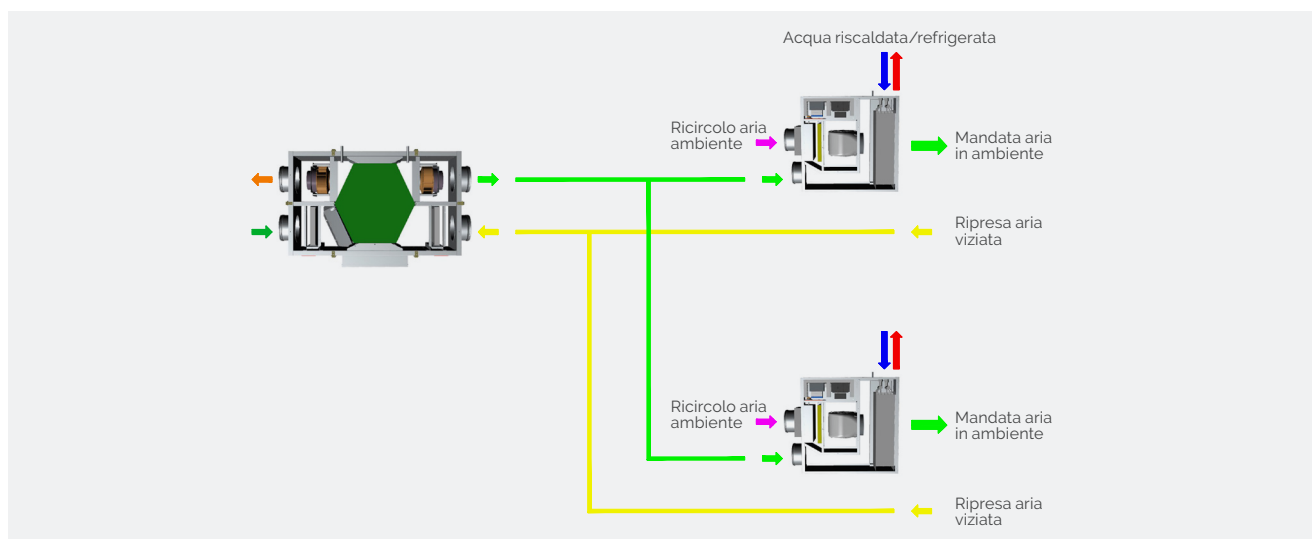 Acqua riscaldata/refrigerata
Ricircolo aria
ambiente
Mandata aria
in ambiente
Ripresa aria
viziata
Ricircolo aria
ambiente
Mandata aria
in ambiente
Ripresa aria
viziata